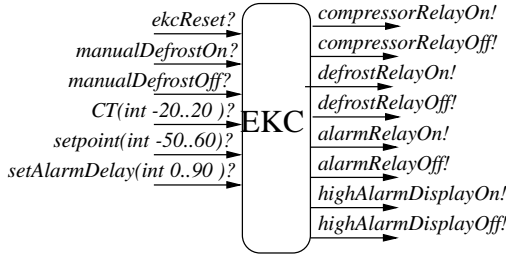 ekcReset?
manualDefrostOn?
manualDefrostOff?
CT(int -20..20 )?
setpoint(int -50..60)?
setAlarmDelay(int 0..90 )?
EKC
compressorRelayOn!
compressorRelayOff!
defrostRelayOn!
defrostRelayOff!
alarmRelayOn!
alarmRelayOff!
highAlarmDisplayOn!
highAlarmDisplayOff!